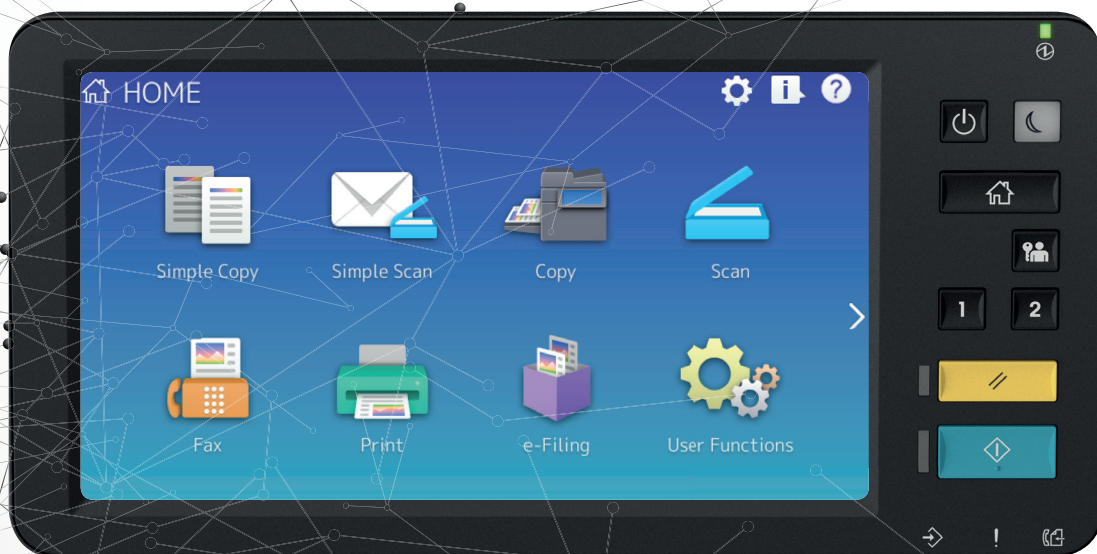 HOME
Simple Copy Simple Scan Copy Scan
Fax Print e-Filing User Functions
1 2